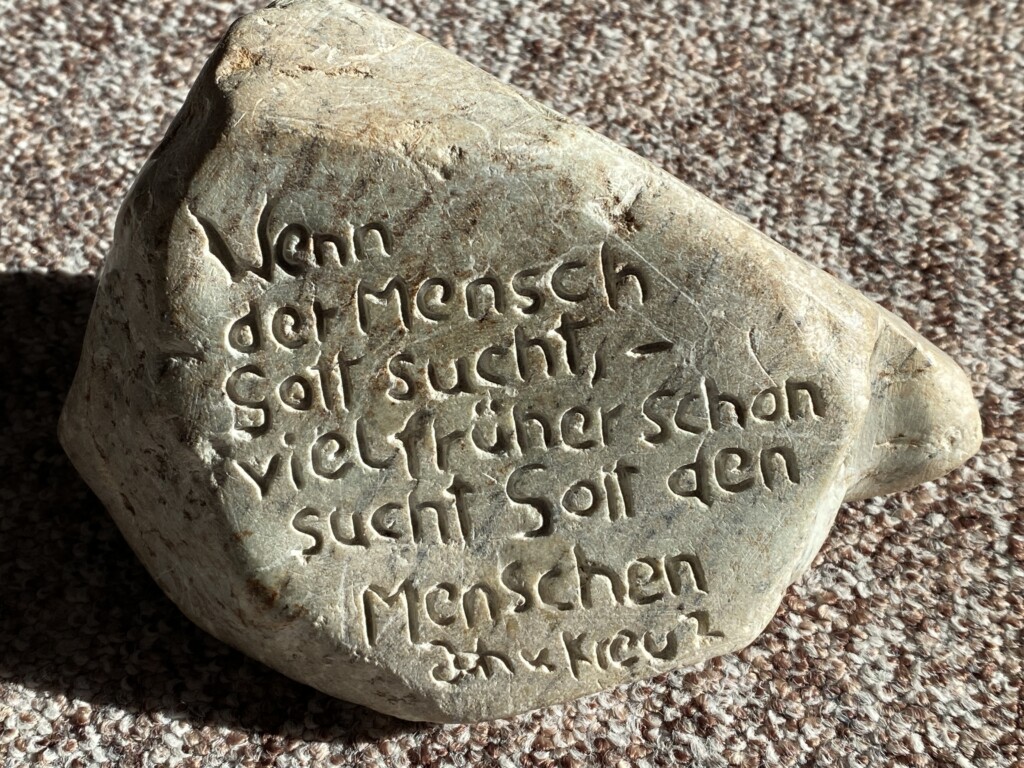 Wenn
der Mensch
Gott sucht, –
viel früher schon
sucht Gott den
Menschen
Joh v Kreuz